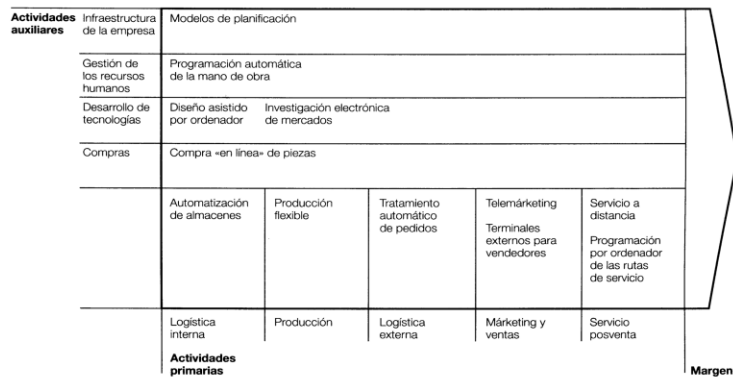 Actividades auxiliares
Infraestructura de la empresa
Modelos de planificación
Gestión de los recursos humanos
Programación automática de la mano de obra
Desarrollo de tecnologías
Diseño asistido por ordenador
Investigación electrónica de mercados
Compras
Compra «en línea» de piezas
Automatización de almacenes
Producción flexible
Tratamiento automático de pedidos
Telemárketing
Terminales externos para vendedores
Servicio a distancia
Programación por ordenador de las rutas de servicio
Logística interna
Producción
Logística externa
Márketing y ventas
Servicio posventa
Actividades primarias
Margen